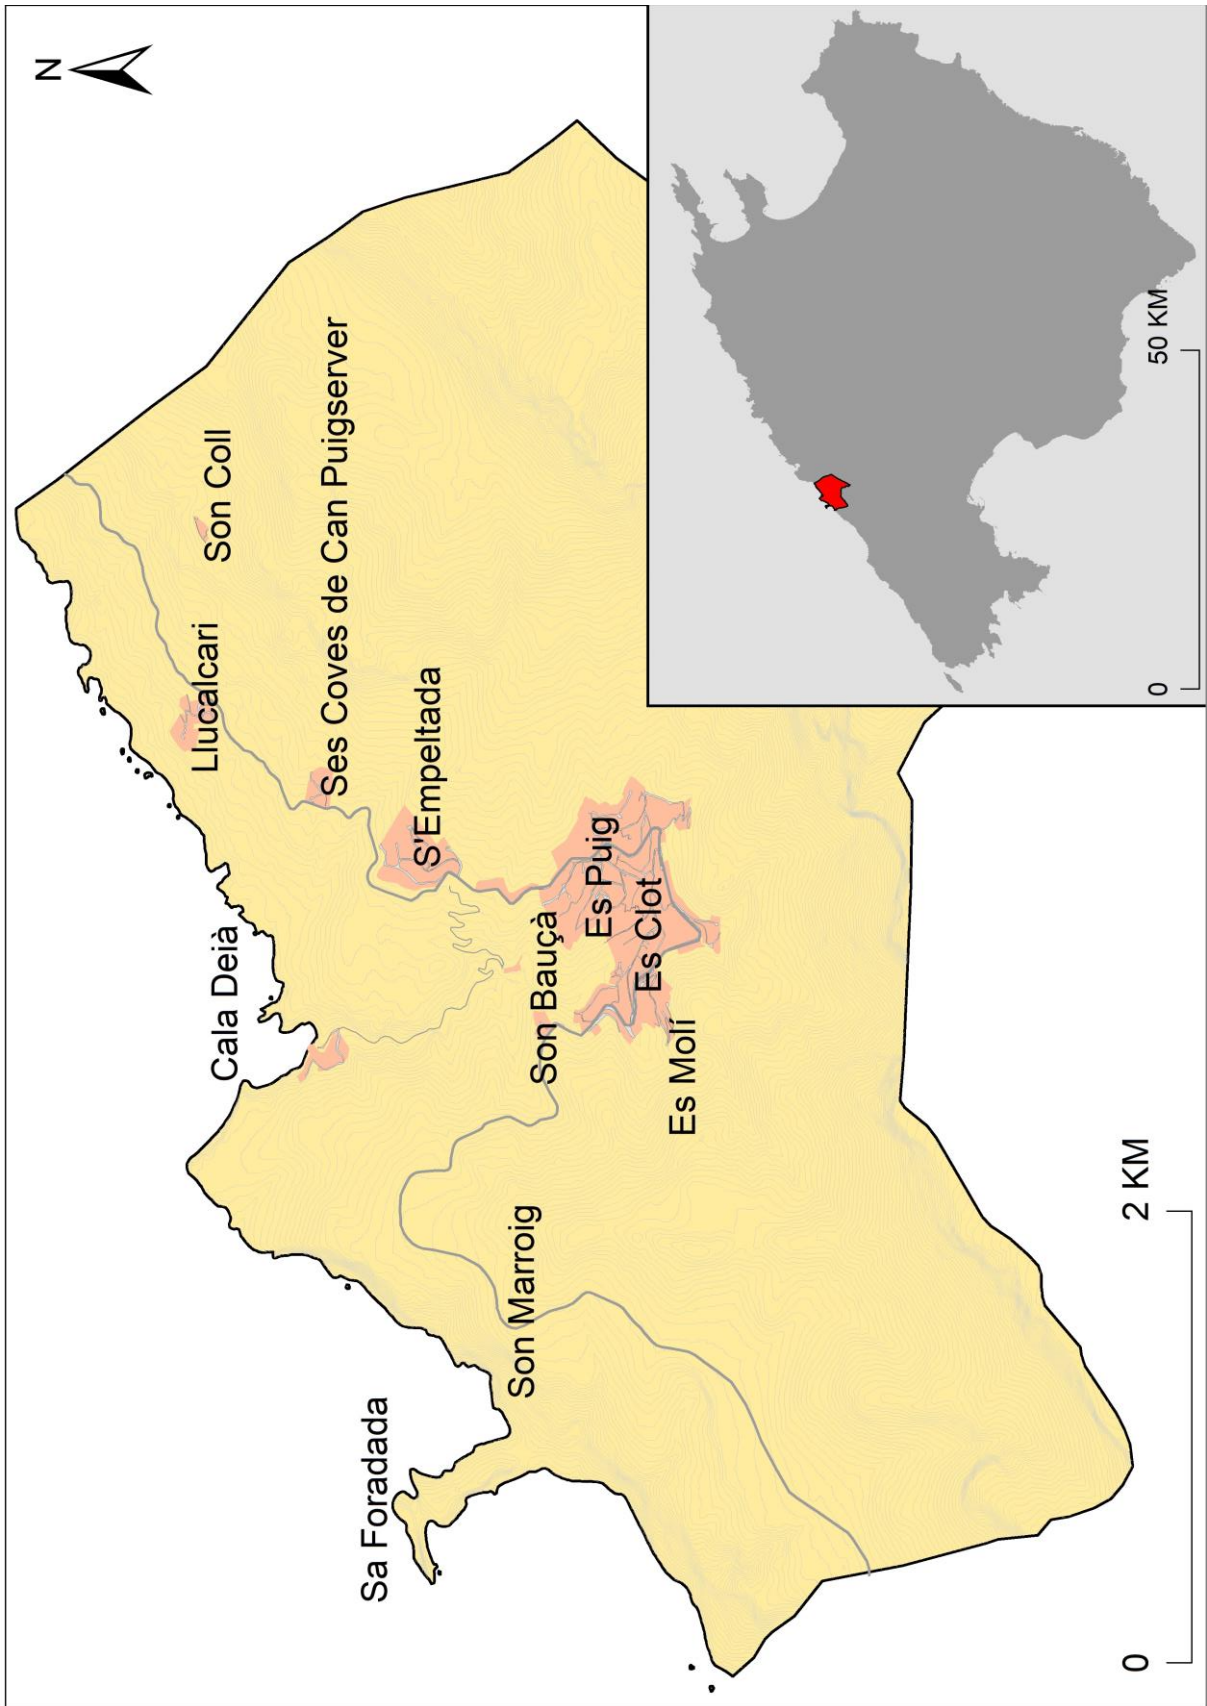 N
Son Coll
Llucalcari
Ses Coves de Can Puigserver
S'Empeltada
Cala Deià
Es Puig
Es Clot
Son Bauçà
Es Molí
Son Marroig
Sa Foradada
0
2 KM
0
50 KM